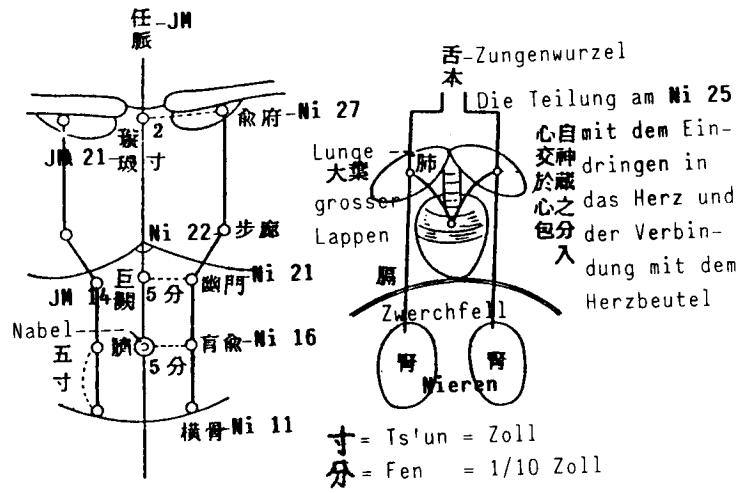 任脈-JM
兪府-Ni 27
2
寸
JM 21-璇璣
Ni 22-步廊
JM 14 巨闕
5分
幽門-Ni 21
Nabel
臍
5分
肓兪-Ni 16
五寸
橫骨-Ni 11
舌本-Zungenwurzel
Die Teilung am Ni 25
mit dem Ein-
dringen in
das Herz und
der Verbin-
dung mit dem
Herzbeutel
自神蔵之分入
心交於心包
Lunge
肺
大葉
grosser
Lappen
膈
Zwerchfell
腎
腎
Nieren
寸 = Ts'un = Zoll
分 = Fen = 1/10 Zoll